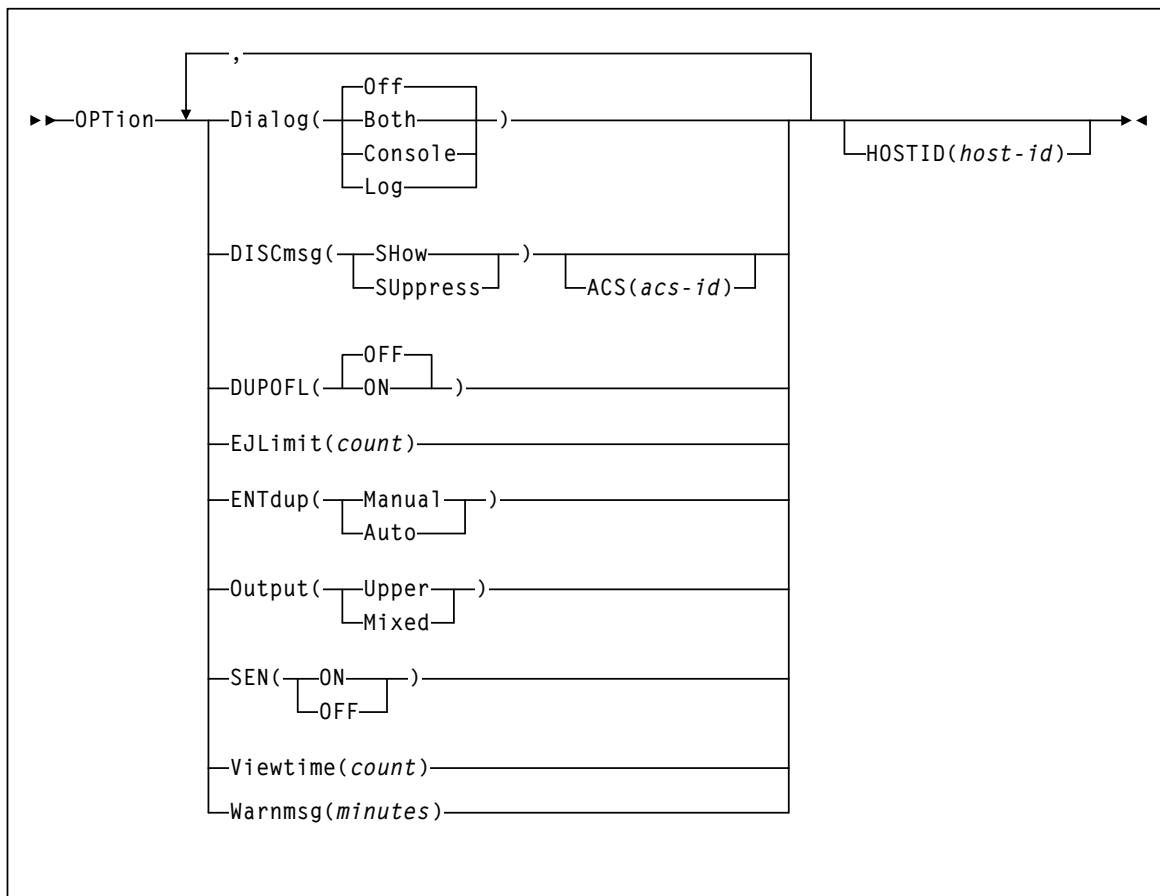 ,
Off
OPTion Dialog( Both )
Console HOSTID(host-id)
Log
DISCmsg( SHow )
SUppress ACS(acs-id)
OFF
DUPOFL( ON )
EJLimit(count)
ENTdup( Manual )
Auto
Output( Upper )
Mixed
SEN( ON )
OFF
Viewtime(count)
Warnmsg(minutes)